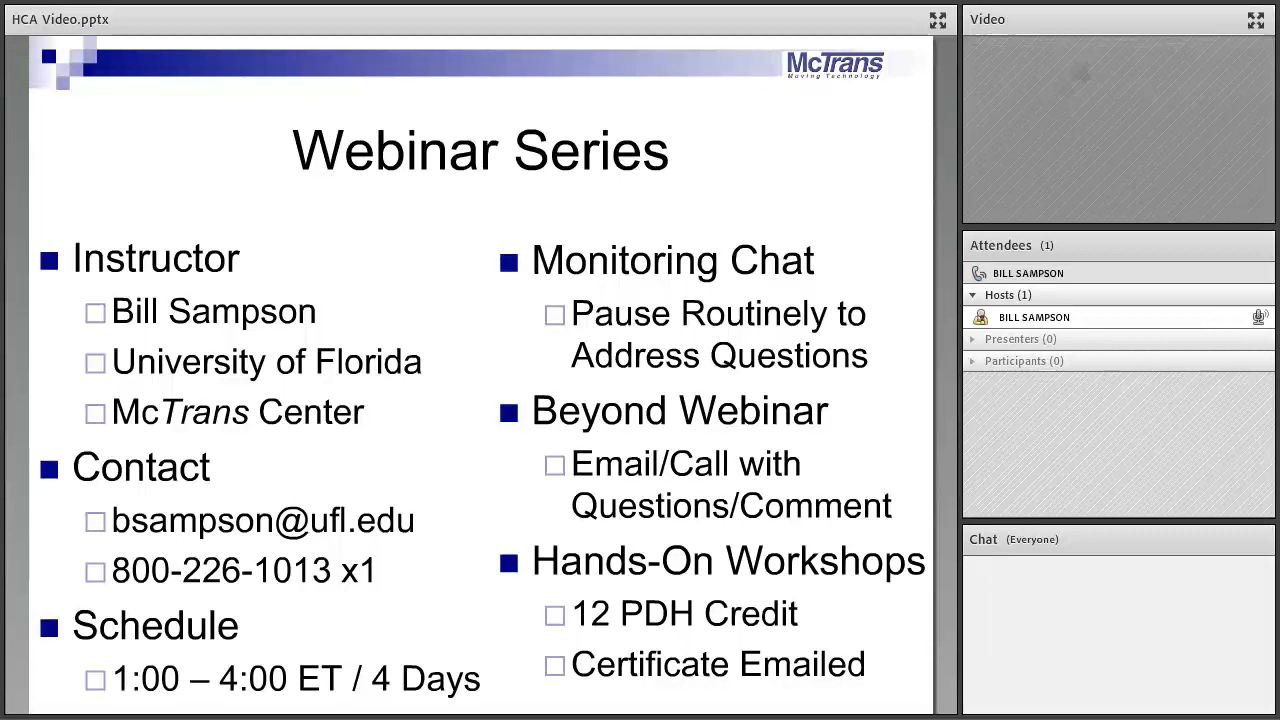 HCA Video.pptx
McTrans
Moving Technology
Webinar Series
Instructor
Bill Sampson
University of Florida
McTrans Center
Contact
bsampson@ufl.edu
800-226-1013 x1
Schedule
1:00 – 4:00 ET / 4 Days
Monitoring Chat
Pause Routinely to
Address Questions
Beyond Webinar
Email/Call with
Questions/Comment
Hands-On Workshops
12 PDH Credit
Certificate Emailed
Video
Attendees (1)
BILL SAMPSON
Hosts (1)
BILL SAMPSON
Presenters (0)
Participants (0)
Chat (Everyone)